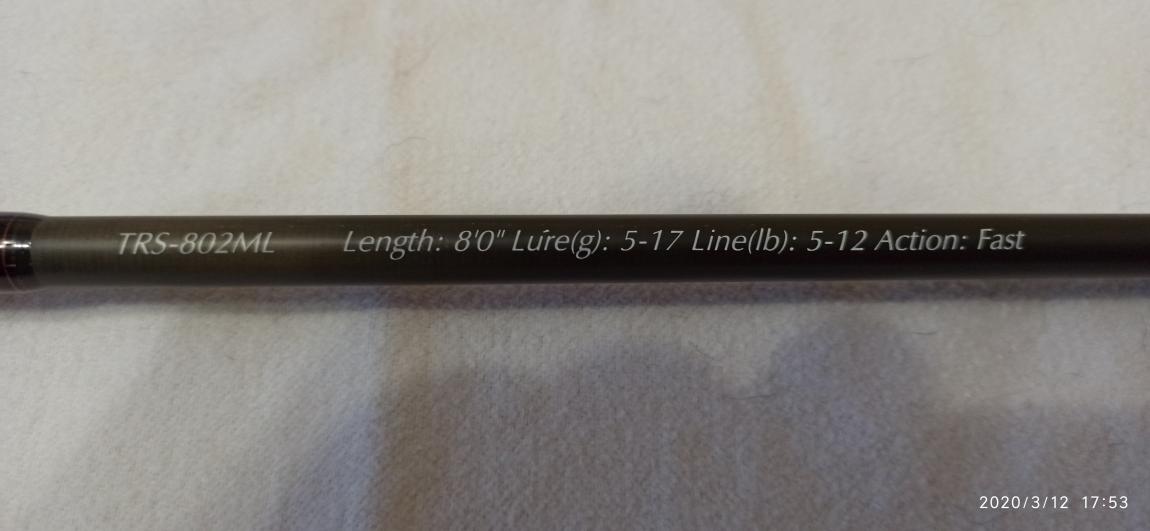 TRS-802ML Length: 8'0" Lure(g): 5-17 Line(lb): 5-12 Action: Fast
2020/3/12 17:53